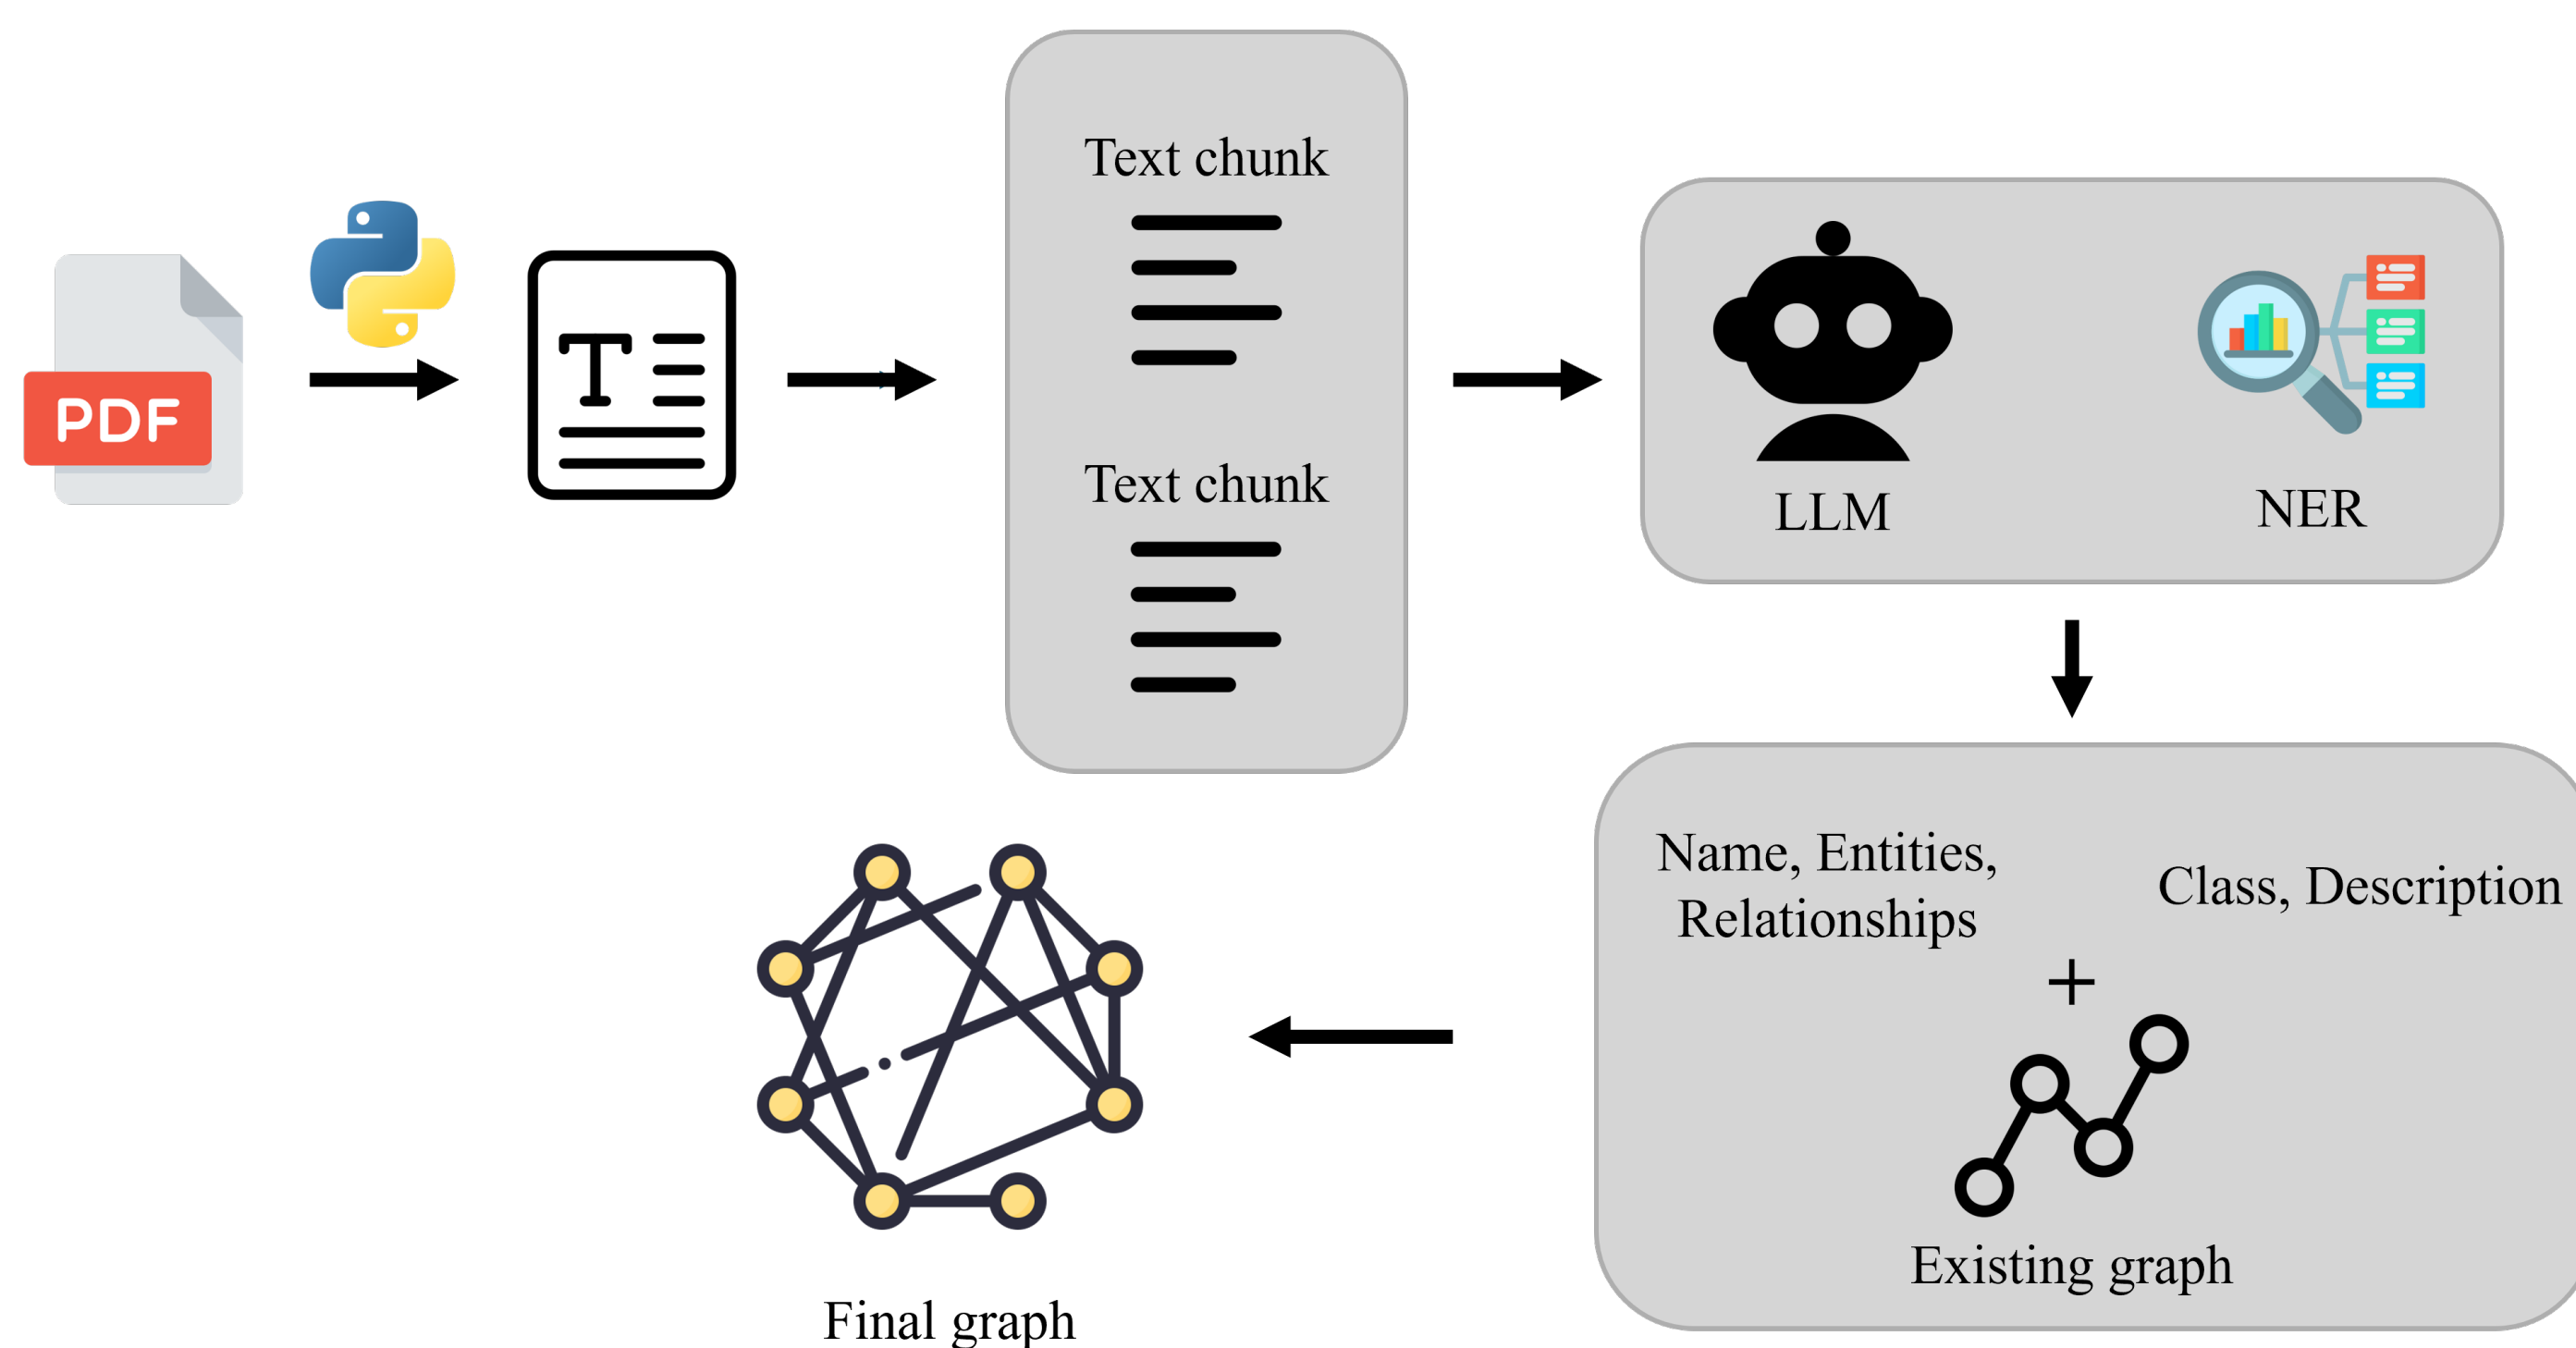 PDF
T
Text chunk
Text chunk
LLM
NER
Name, Entities,
Relationships
Class, Description
+
Existing graph
Final graph